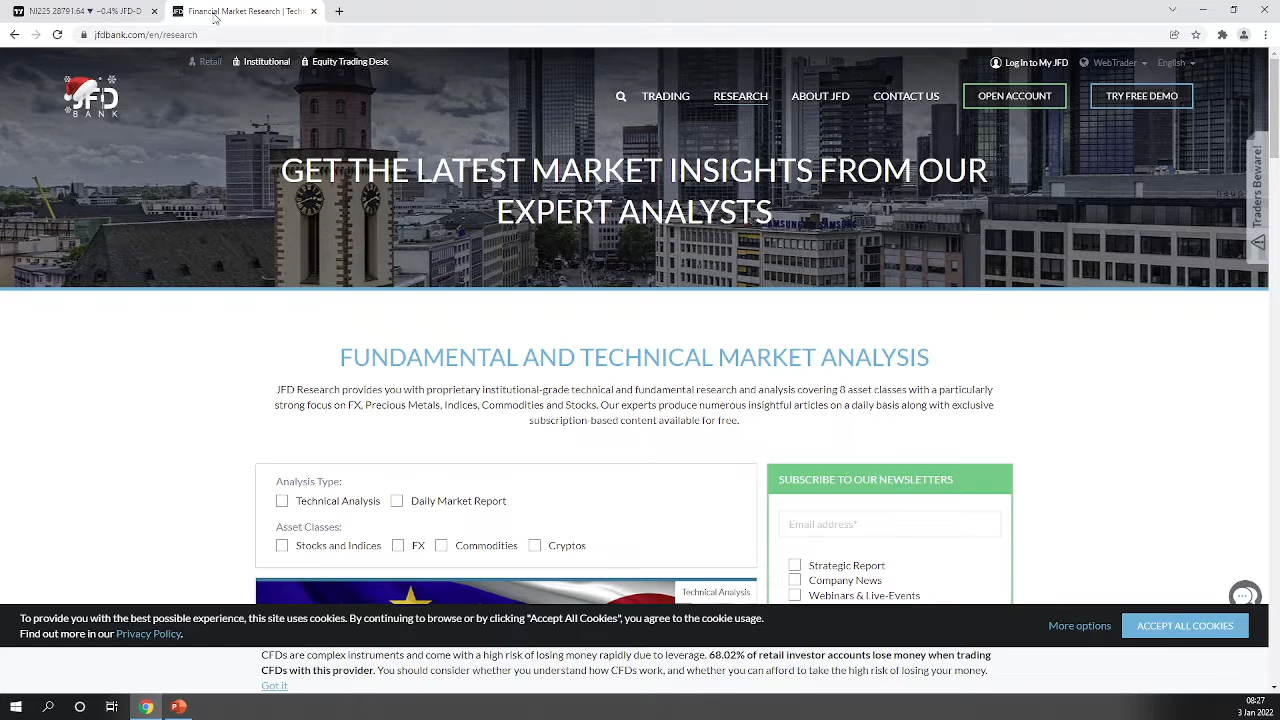 NI225 28791.64 ▼ −0.4% JFD-D
Financial Market Research | Tech
jfdbank.com/en/research
Retail
Institutional
Equity Trading Desk
Log In to My JFD
WebTrader
English
JFD
BANK
TRADING
RESEARCH
ABOUT JFD
CONTACT US
OPEN ACCOUNT
TRY FREE DEMO
Traders Beware!
GET THE LATEST MARKET INSIGHTS FROM OUR
EXPERT ANALYSTS
SAMSUNG SAMSUNG
FUNDAMENTAL AND TECHNICAL MARKET ANALYSIS
JFD Research provides you with proprietary institutional-grade technical and fundamental research and analysis covering 8 asset classes with a particularly
strong focus on FX, Precious Metals, Indices, Commodities and Stocks. Our experts produce numerous insightful articles on a daily basis along with exclusive
subscription-based content available for free.
Analysis Type:
Technical Analysis
Daily Market Report
Asset Classes:
Stocks and Indices
FX
Commodities
Cryptos
Technical Analysis
SUBSCRIBE TO OUR NEWSLETTERS
Email address*
Strategic Report
Company News
Webinars & Live-Events
To provide you with the best possible experience, this site uses cookies. By continuing to browse or by clicking "Accept All Cookies", you agree to the cookie usage.
Find out more in our Privacy Policy.
More options
ACCEPT ALL COOKIES
CFDs are complex instruments and come with a high risk of losing money rapidly due to leverage. 68.02% of retail investor accounts lose money when trading
CFDs with this provider. You should consider whether you understand how CFDs work, and whether you can afford to take the high risk of losing your money.
Got it
08:27
3 Jan 2022